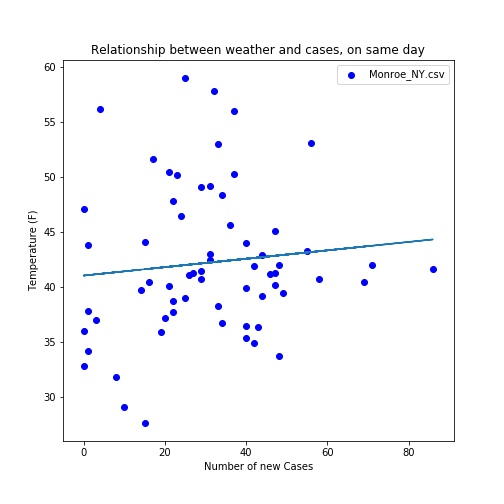 Relationship between weather and cases, on same day
Monroe_NY.csv
60
55
50
45
40
35
30
Temperature (F)
0 20 40 60 80
Number of new Cases